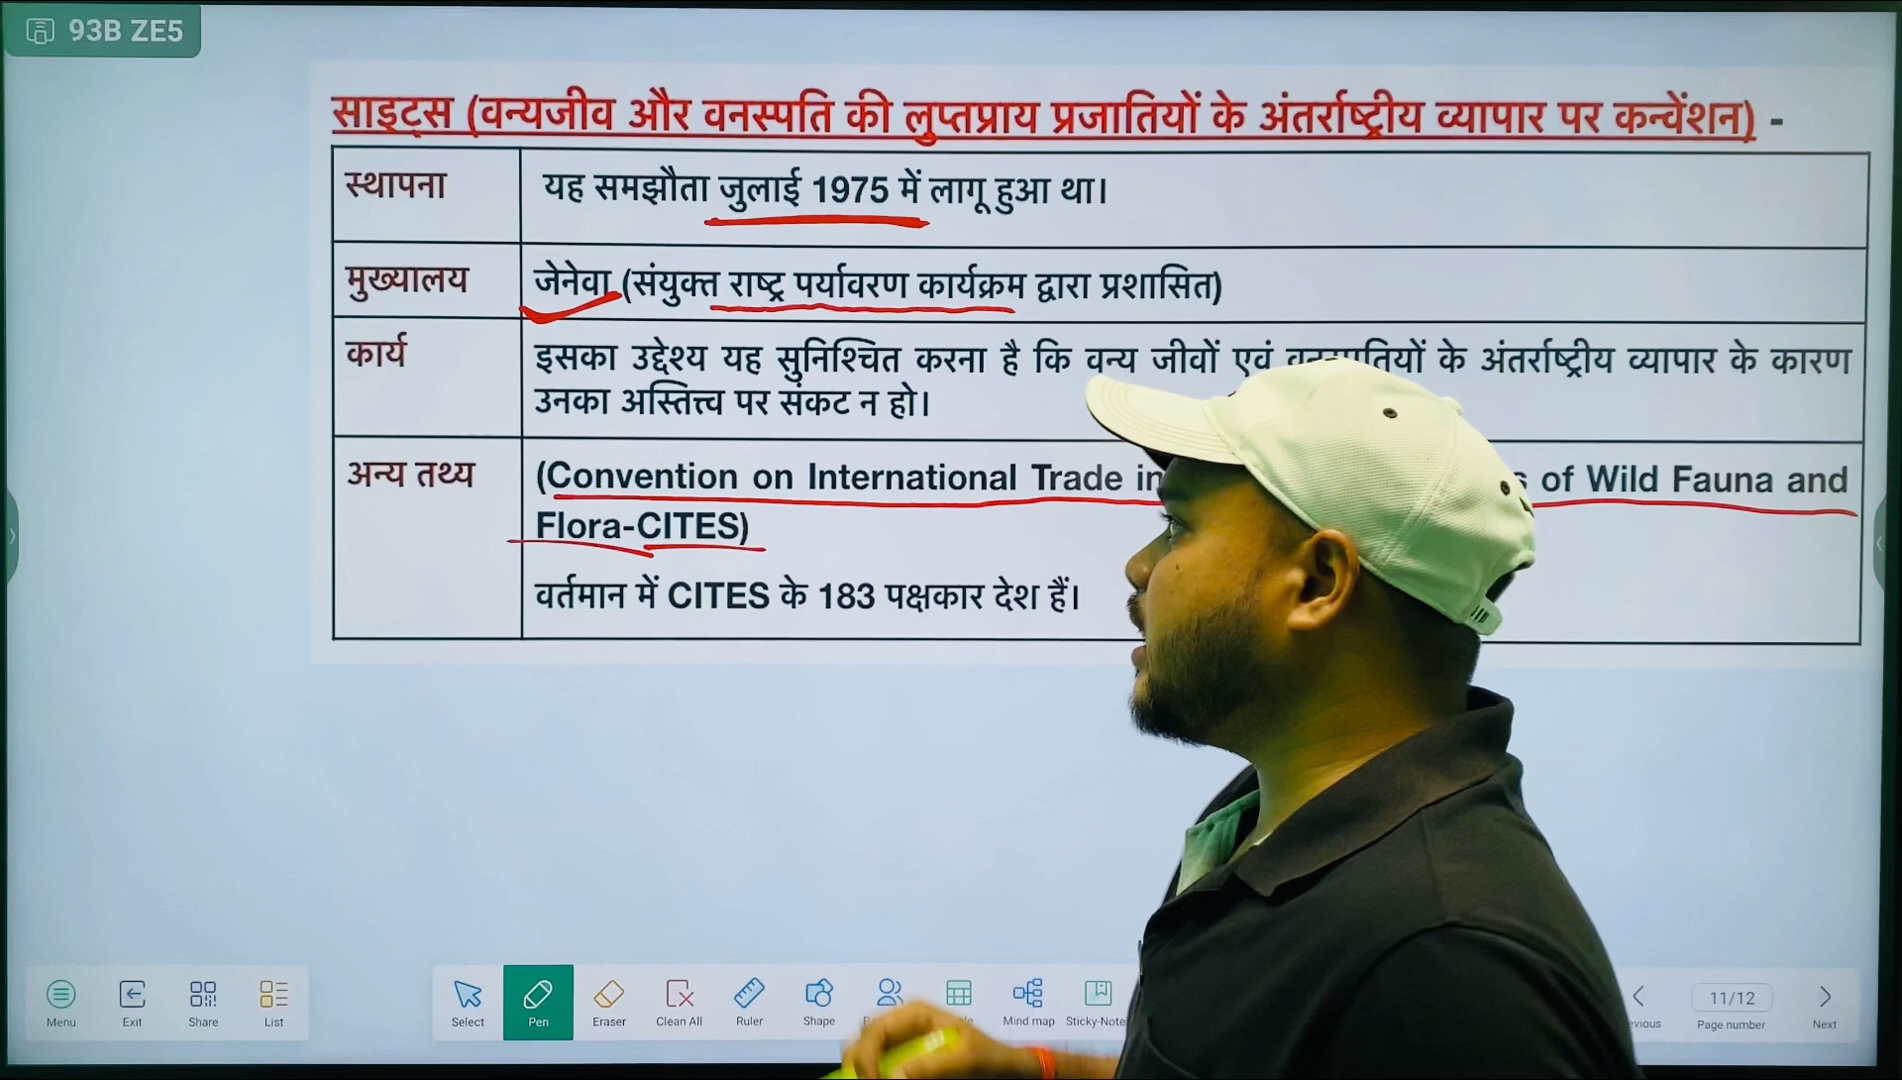 93B ZE5
साइट्स (वन्यजीव और वनस्पति की लुप्तप्राय प्रजातियों के अंतर्राष्ट्रीय व्यापार पर कन्वेंशन) -
स्थापना यह समझौता जुलाई 1975 में लागू हुआ था।
मुख्यालय जेनेवा (संयुक्त राष्ट्र पर्यावरण कार्यक्रम द्वारा प्रशासित)
कार्य इसका उद्देश्य यह सुनिश्चित करना है कि वन्य जीवों एवं के अंतर्राष्ट्रीय व्यापार के कारण
उनका अस्तित्त्व पर संकट न हो।
अन्य तथ्य (Convention on International Trade in of Wild Fauna and
Flora-CITES)
वर्तमान में CITES के 183 पक्षकार देश हैं।
Menu Exit Share List Select Pen Eraser Clean All Ruler Shape Mind map Sticky-Note 11/12 Page number Next